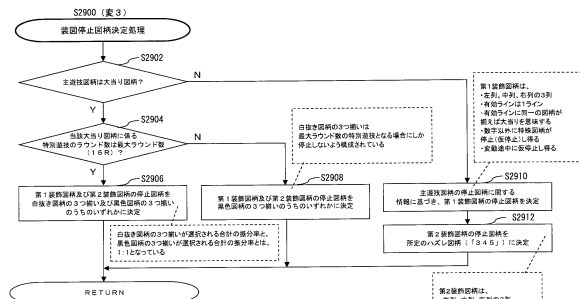 S2900（変３）
装図停止図柄決定処理
S2902
主遊技図柄は大当り図柄？
N
Y
S2904
当該大当り図柄に係る
特別遊技のラウンド数は最大ラウンド数
（１６Ｒ）？
N
Y
白抜き図柄の３つ揃いは
最大ラウンド数の特別遊技となる場合にしか
停止しないよう構成されている
第１装飾図柄は、
・左列、中列、右列の３列
・有効ラインは１ライン
・有効ラインに同一の図柄が
揃えば大当りを意味する
・数字以外に特殊図柄が
停止（仮停止）し得る
・変動途中に仮停止し得る
S2906
第１装飾図柄及び第２装飾図柄の停止図柄を
白抜き図柄の３つ揃い及び黒色図柄の３つ揃い
のうちのいずれかに決定
S2908
第１装飾図柄及び第２装飾図柄の停止図柄を
黒色図柄の３つ揃いのうちのいずれかに決定
S2910
主遊技図柄の停止図柄に関する
情報に基づき、第１装飾図柄の停止図柄を決定
S2912
第２装飾図柄の停止図柄を
所定のハズレ図柄（「３４５」）に決定
白抜き図柄の３つ揃いが選択される合計の振分率と、
黒色図柄の３つ揃いが選択される合計の振分率とは、
１：１となっている
RETURN
第２装飾図柄は、